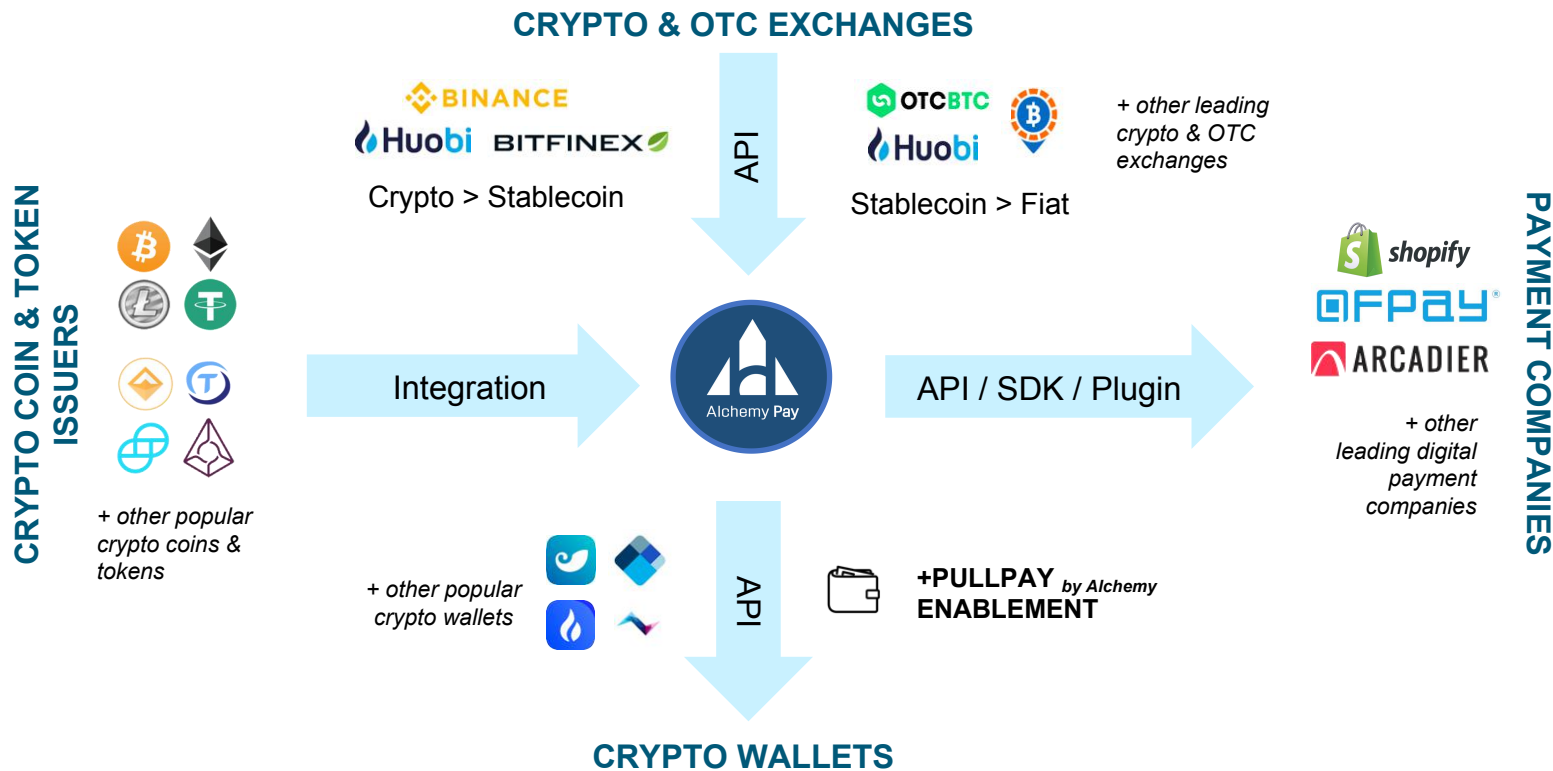 CRYPTO & OTC EXCHANGES
BINANCE
Huobi BITFINEX
Crypto > Stablecoin
API
OTCBTC
Huobi
Stablecoin > Fiat
+ other leading
crypto & OTC
exchanges
CRYPTO COIN & TOKEN
ISSUERS
+ other popular
crypto coins &
tokens
Integration
Alchemy Pay
API / SDK / Plugin
shopify
QFPAY®
ARCADIER
+ other
leading digital
payment
companies
PAYMENT COMPANIES
+ other popular
crypto wallets
API
+PULLPAY by Alchemy
ENABLEMENT
CRYPTO WALLETS